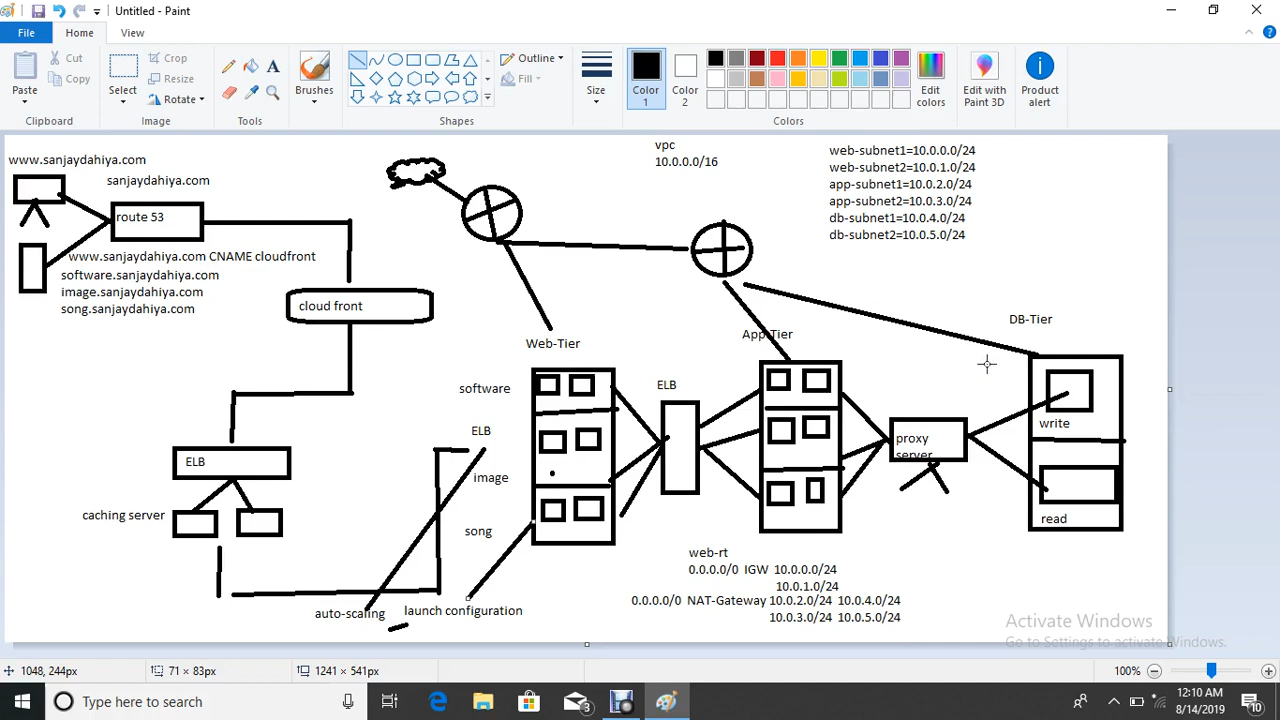 Untitled - Paint
File
Home
View
Paste
Cut
Copy
Clipboard
Select
Crop
Resize
Rotate
Image
Tools
Brushes
Shapes
Outline
Fill
Size
Color 1
Color 2
Colors
Edit colors
Edit with Paint 3D
Product alert
www.sanjaydahiya.com
sanjaydahiya.com
route 53
www.sanjaydahiya.com CNAME cloudfront
software.sanjaydahiya.com
image.sanjaydahiya.com
song.sanjaydahiya.com
cloud front
vpc
10.0.0.0/16
web-subnet1=10.0.0.0/24
web-subnet2=10.0.1.0/24
app-subnet1=10.0.2.0/24
app-subnet2=10.0.3.0/24
db-subnet1=10.0.4.0/24
db-subnet2=10.0.5.0/24
Web-Tier
App-Tier
DB-Tier
software
ELB
ELB
image
song
ELB
caching server
proxy
server
write
read
auto-scaling
launch configuration
web-rt
0.0.0.0/0 IGW 10.0.0.0/24
10.0.1.0/24
0.0.0.0/0 NAT-Gateway 10.0.2.0/24 10.0.4.0/24
10.0.3.0/24 10.0.5.0/24
Activate Windows
Go to Settings to activate Windows.
1048, 244px
71 × 83px
1241 × 541px
100%
Type here to search
3
12:10 AM
8/14/2019
10